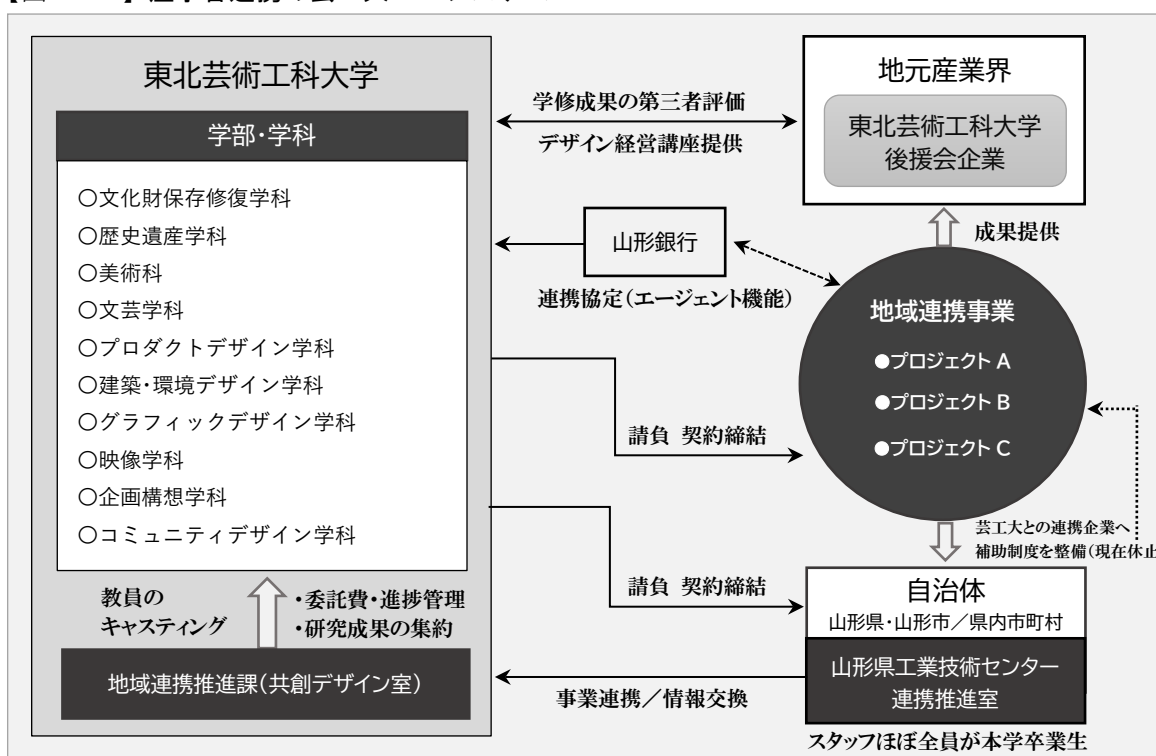 東北芸術工科大学
学部・学科
〇文化財保存修復学科
〇歴史遺産学科
〇美術科
〇文芸学科
〇プロダクトデザイン学科
〇建築・環境デザイン学科
〇グラフィックデザイン学科
〇映像学科
〇企画構想学科
〇コミュニティデザイン学科
教員の
キャスティング
・委託費・進捗管理
・研究成果の集約
地域連携推進課(共創デザイン室)
学修成果の第三者評価
デザイン経営講座提供
地元産業界
東北芸術工科大学
後援会企業
成果提供
山形銀行
連携協定(エージェント機能)
地域連携事業
●プロジェクト A
●プロジェクト B
●プロジェクト C
請負 契約締結
芸工大との連携企業へ
補助制度を整備(現在休止
請負 契約締結
自治体
山形県・山形市／県内市町村
山形県工業技術センター
連携推進室
事業連携／情報交換
スタッフほぼ全員が本学卒業生